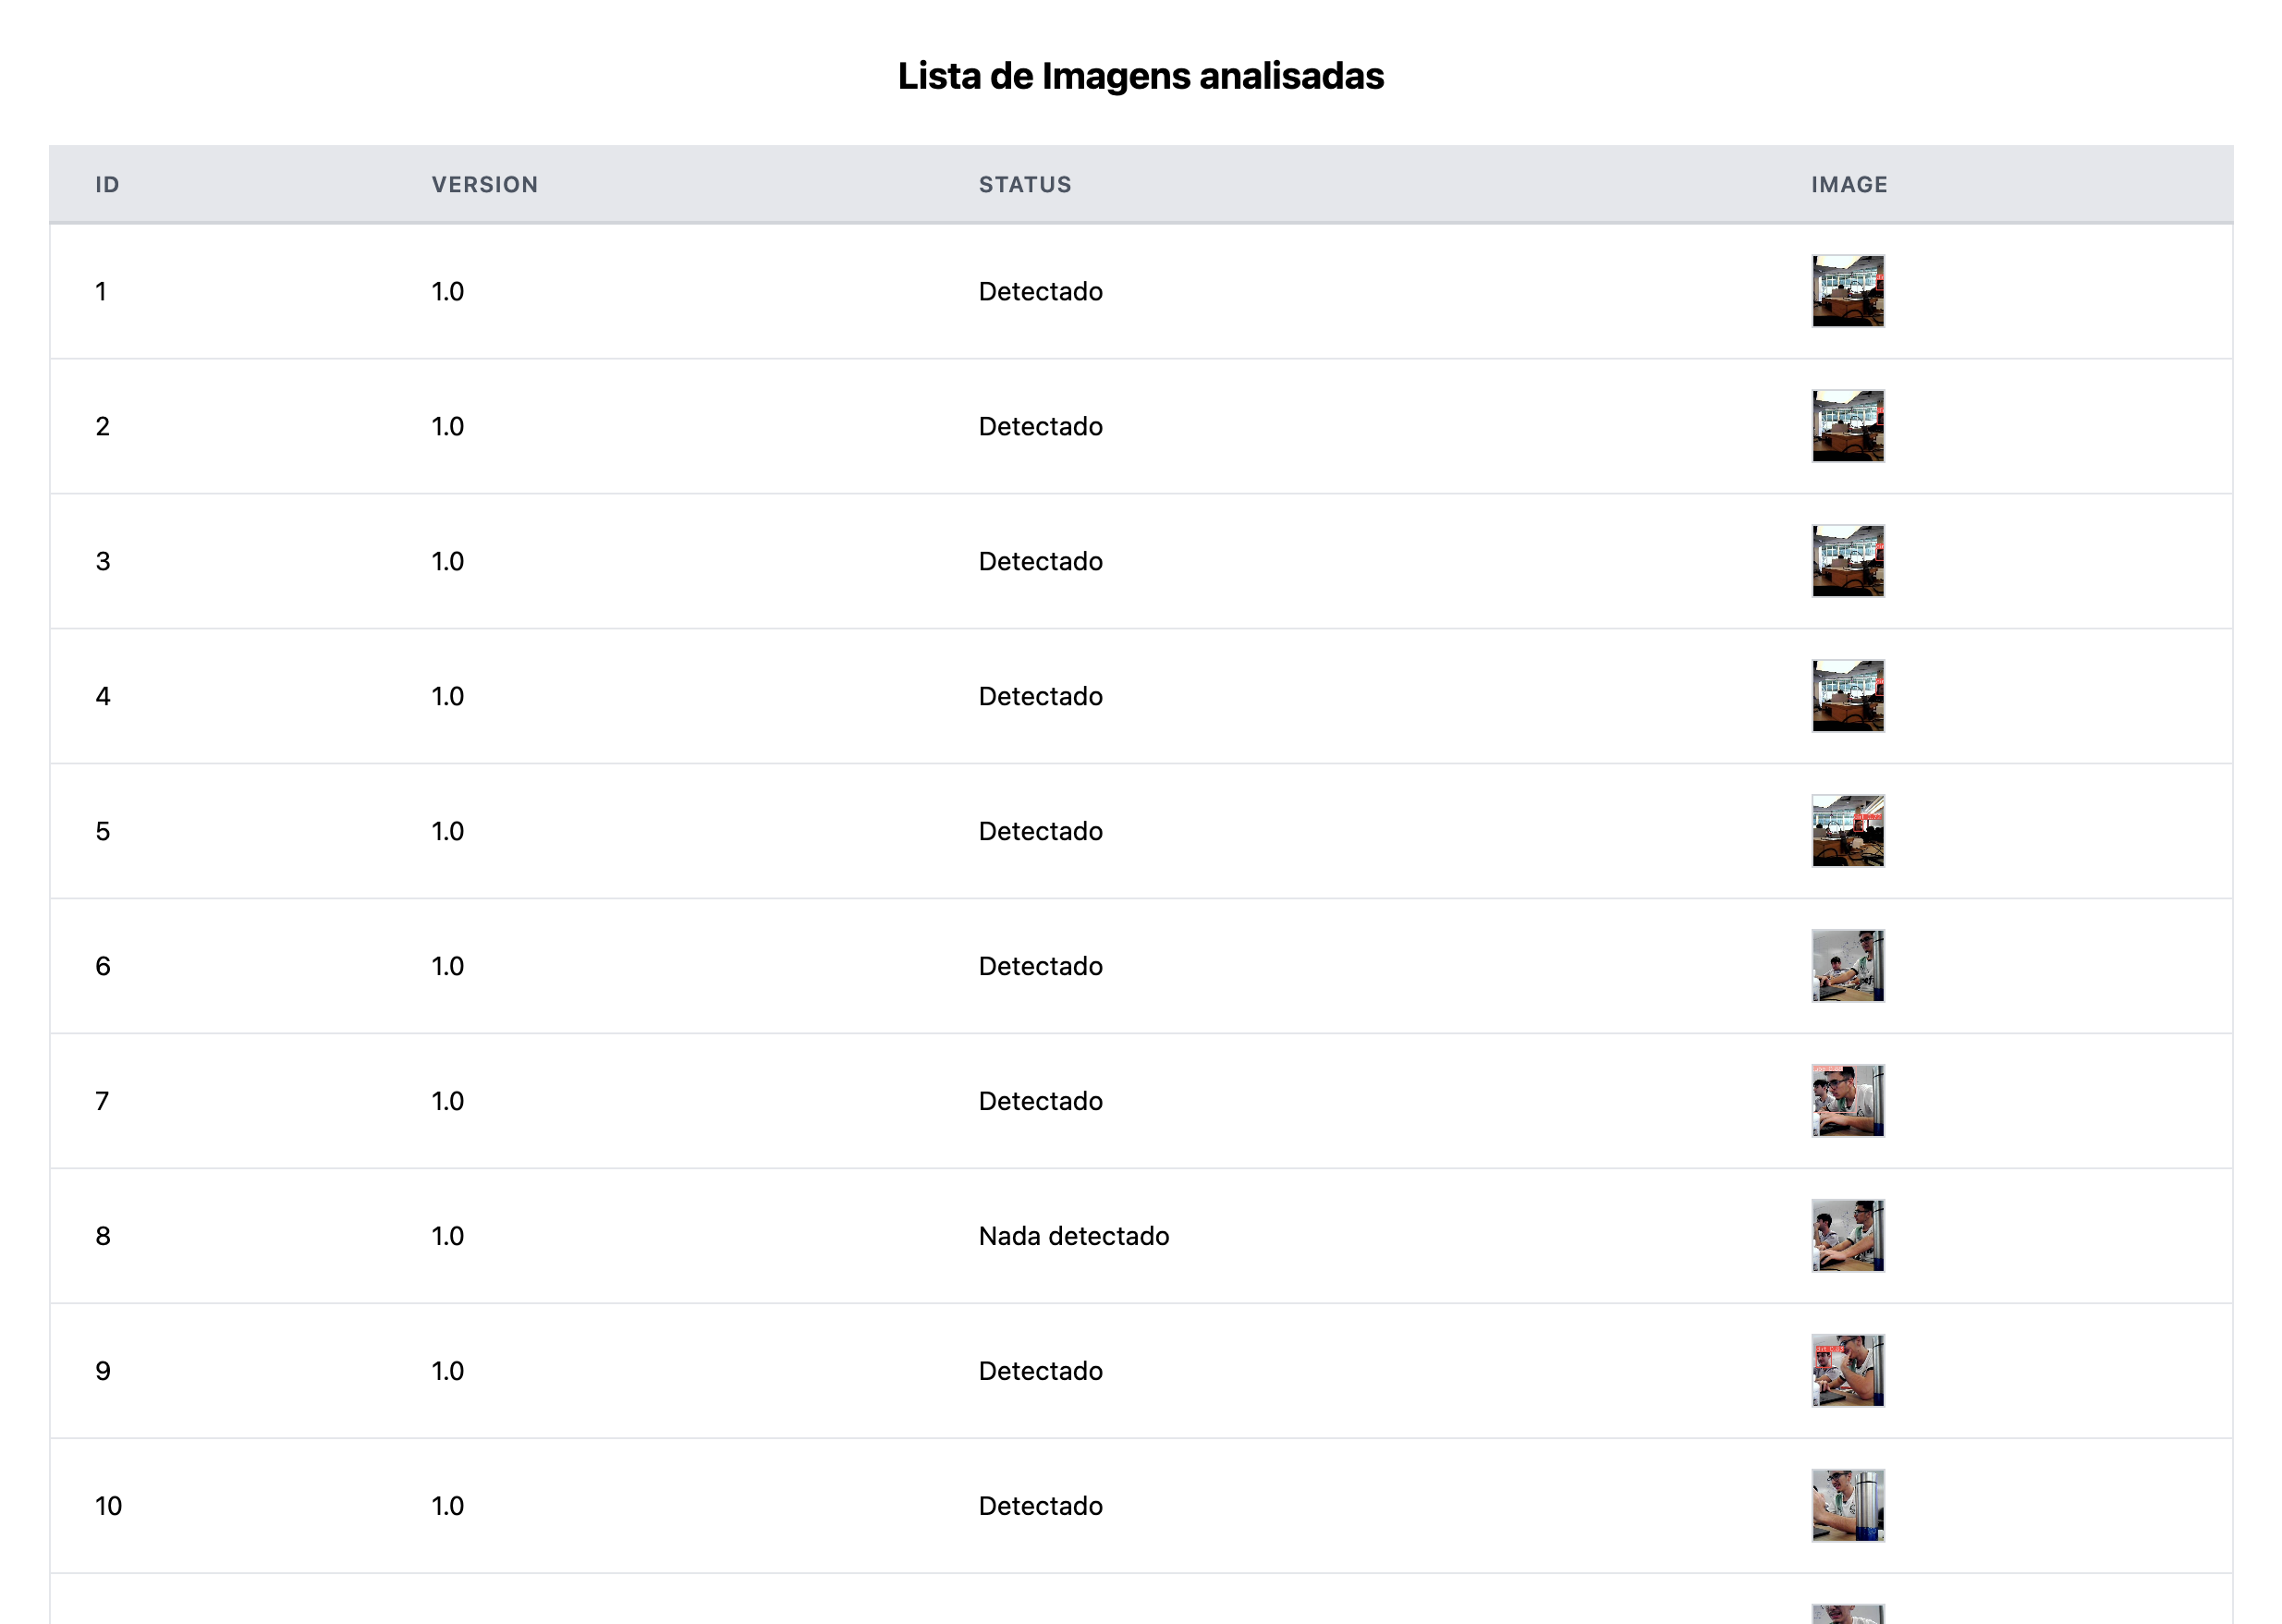 Lista de Imagens analisadas
ID VERSION STATUS IMAGE
1 1.0 Detectado
2 1.0 Detectado
3 1.0 Detectado
4 1.0 Detectado
5 1.0 Detectado
6 1.0 Detectado
7 1.0 Detectado
8 1.0 Nada detectado
9 1.0 Detectado
10 1.0 Detectado